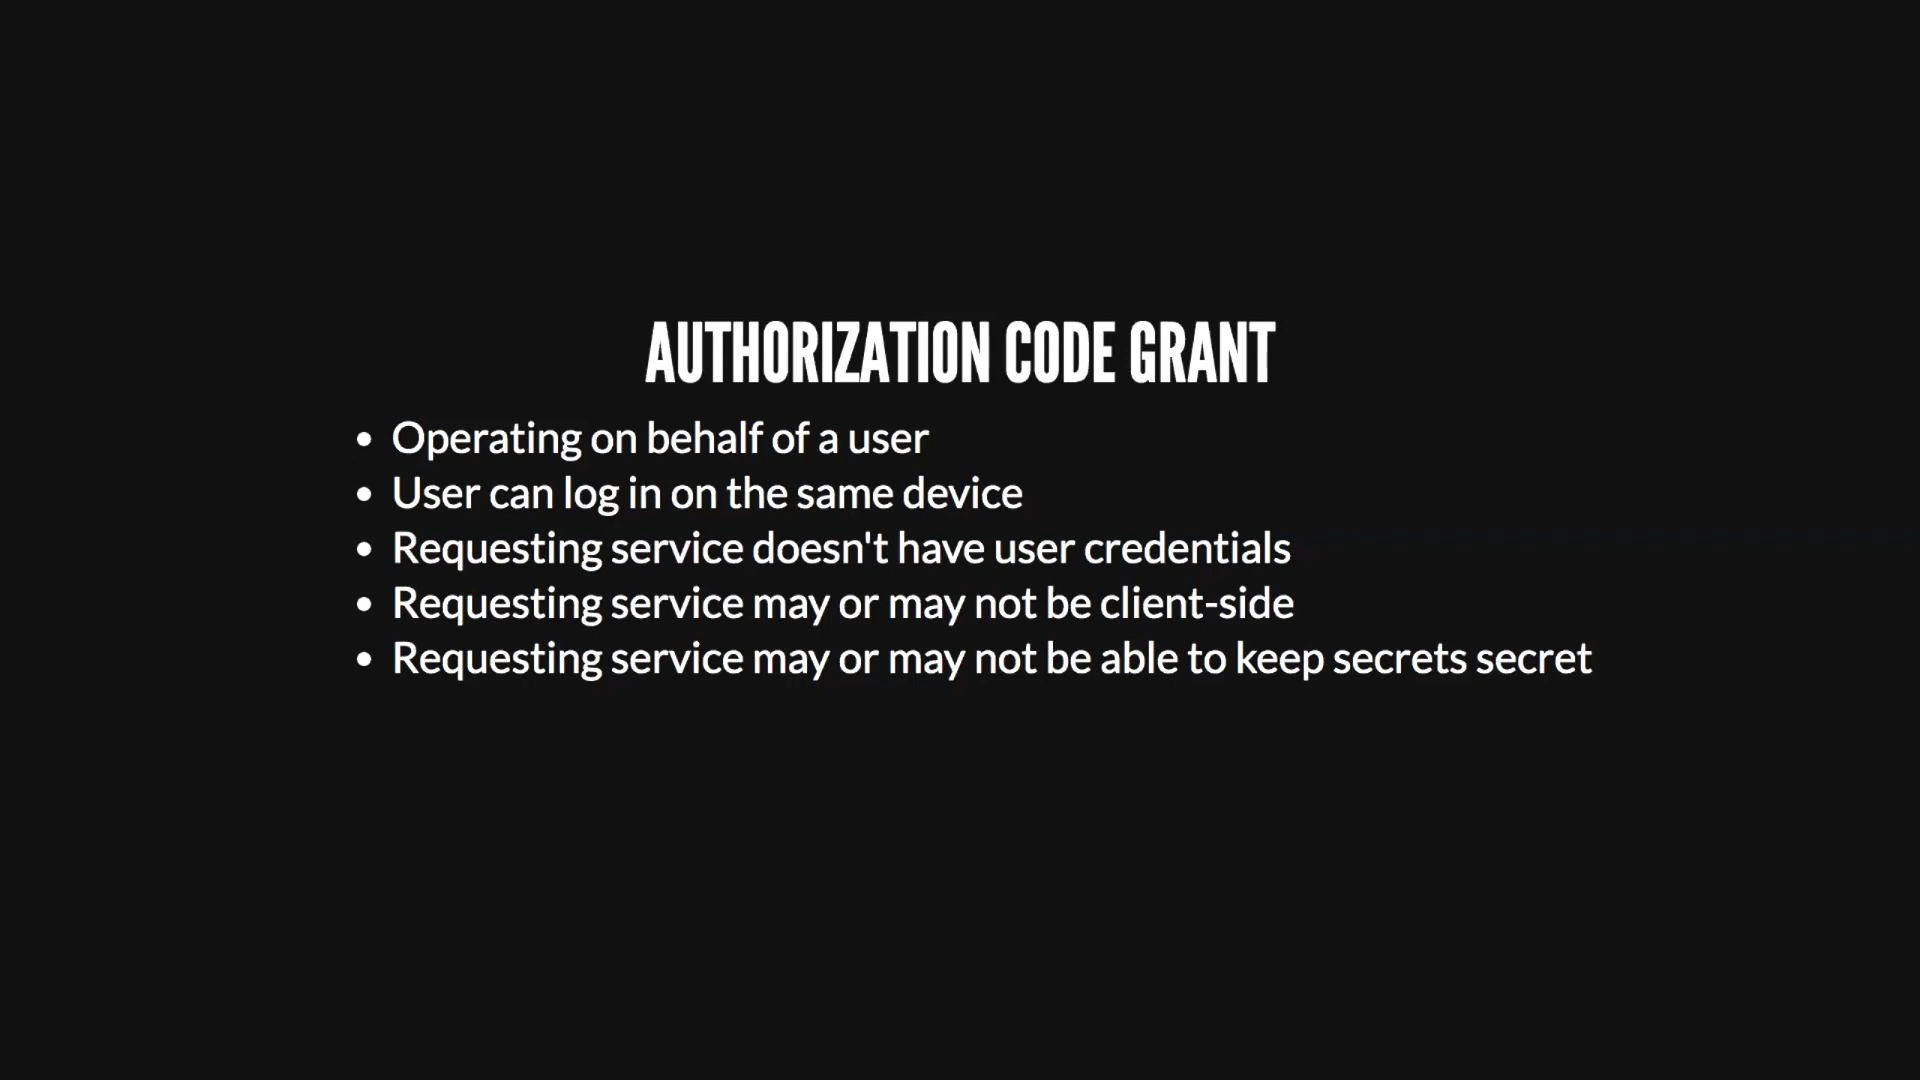 AUTHORIZATION CODE GRANT
• Operating on behalf of a user
• User can log in on the same device
• Requesting service doesn't have user credentials
• Requesting service may or may not be client-side
• Requesting service may or may not be able to keep secrets secret